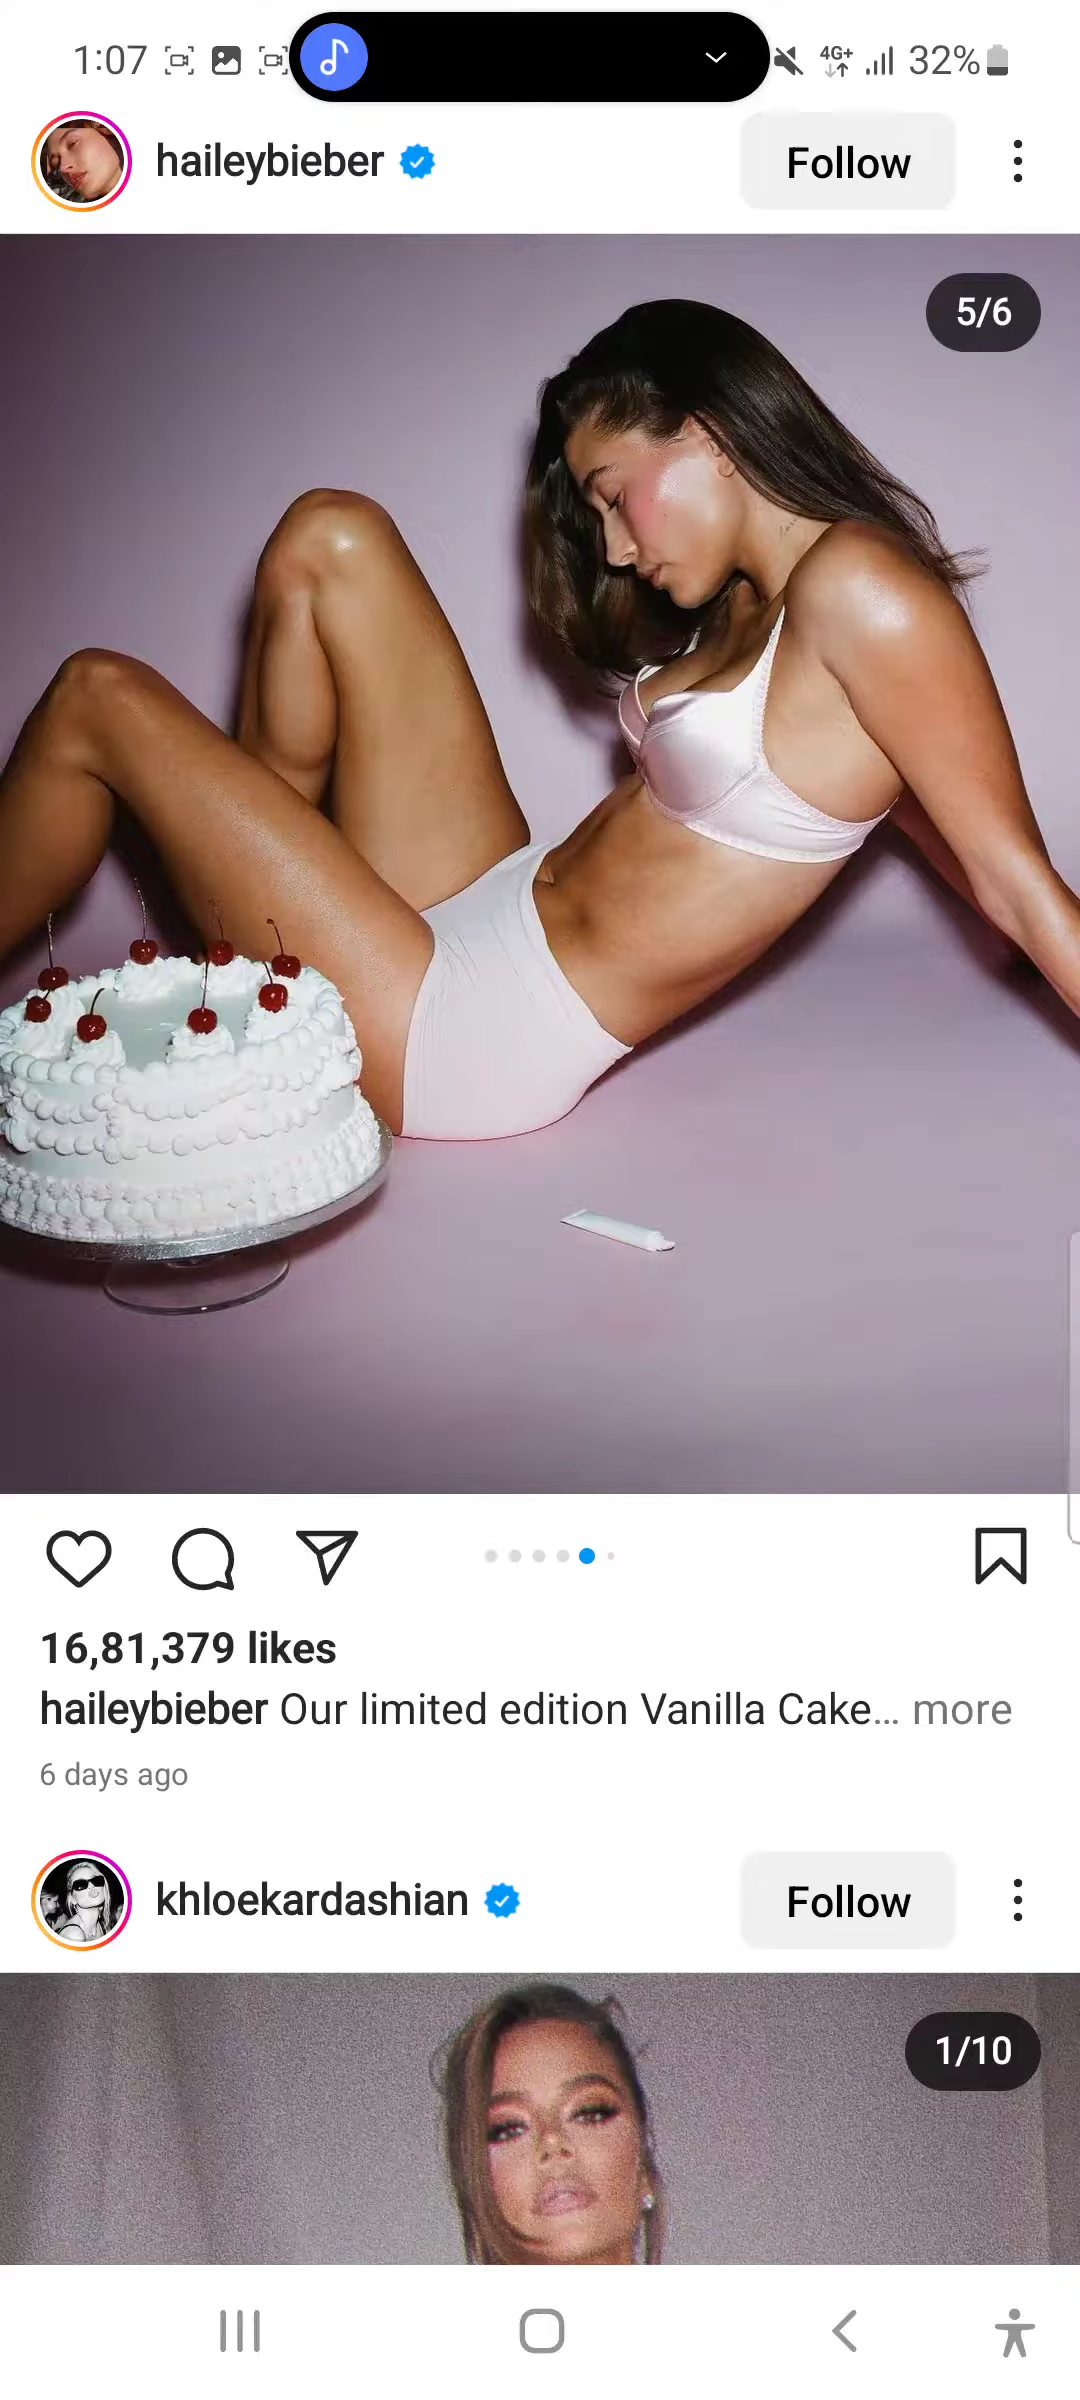 1:07 4G+ 32%
haileybieber Follow
5/6
16,81,379 likes
haileybieber Our limited edition Vanilla Cake... more
6 days ago
khloekardashian Follow
1/10